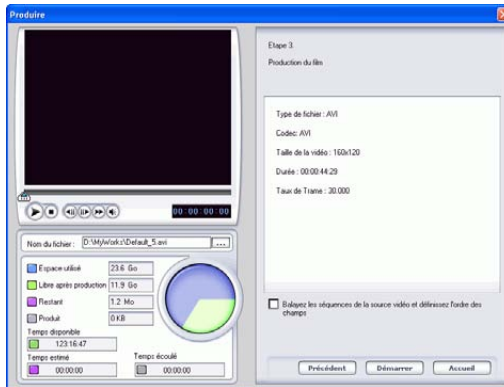 Produire
Etape 3.
Production du film
Type de fichier : AVI
Codec: AVI
Taille de la vidéo : 160x120
Durée : 00:00:44:29
Taux de Trame : 30.000
00:00:00:00
Nom du fichier : D:\MyWorks\Default_5.avi ...
Espace utilisé 23.6 Go
Libre après production 11.9 Go
Restant 1.2 Mo
Produit 0 KB
Temps disponible
123:16:47
Temps estimé Temps écoulé
00:00:00 00:00:00
Balayez les séquences de la source vidéo et définissez l'ordre des
champs
Précédent Démarrer Accueil